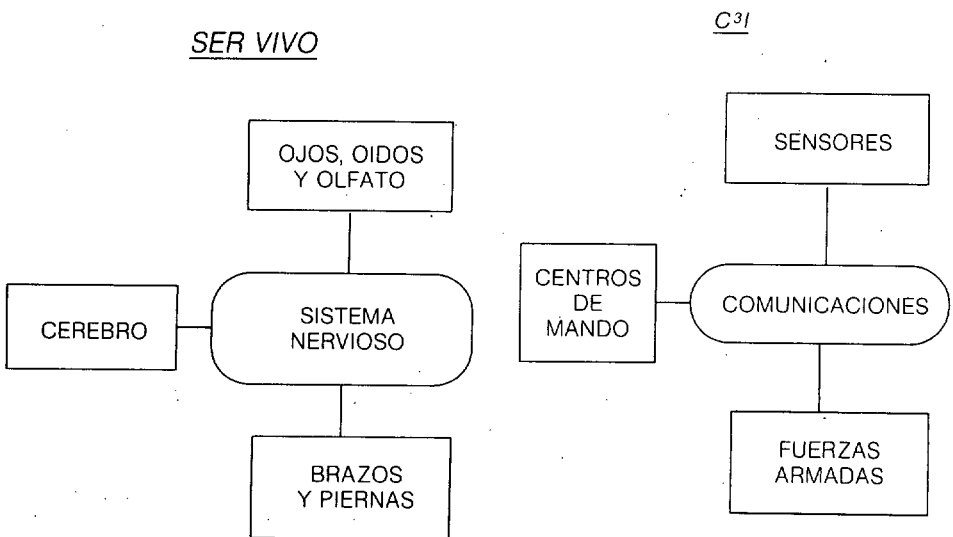 SER VIVO
OJOS, OIDOS
Y OLFATO
CEREBRO
SISTEMA
NERVIOSO
BRAZOS
Y PIERNAS
C³I
SENSORES
CENTROS
DE
MANDO
COMUNICACIONES
FUERZAS
ARMADAS